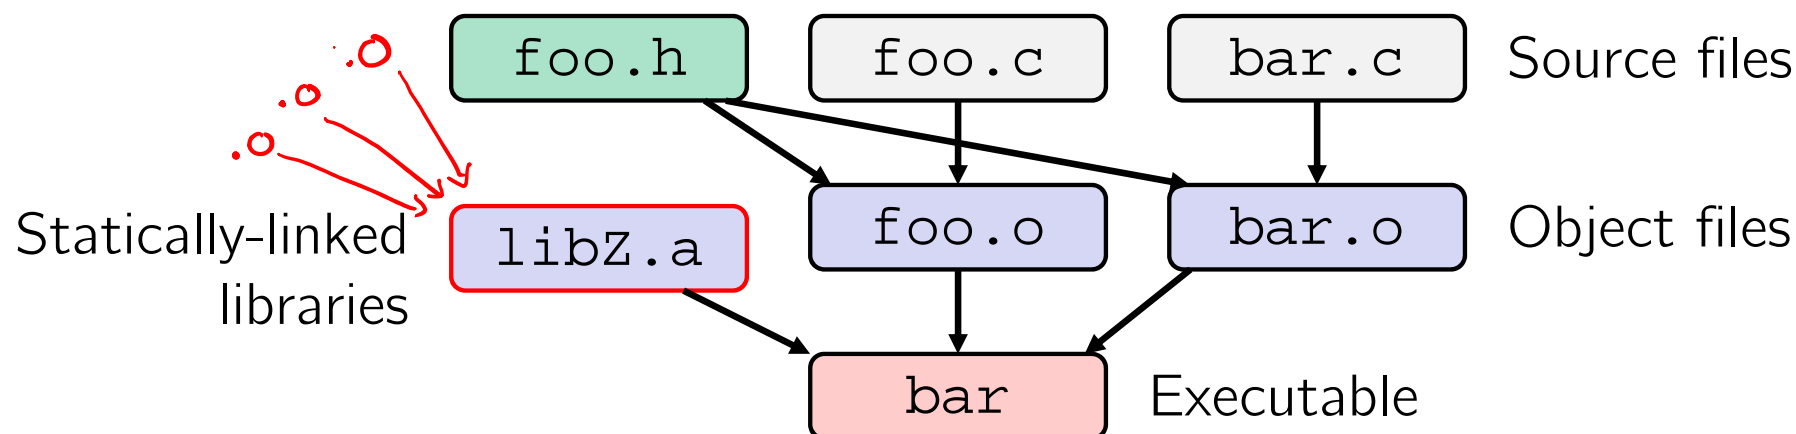 foo.h foo.c bar.c Source files
.o
.o
.o
Statically-linked
libraries
libZ.a foo.o bar.o Object files
bar Executable